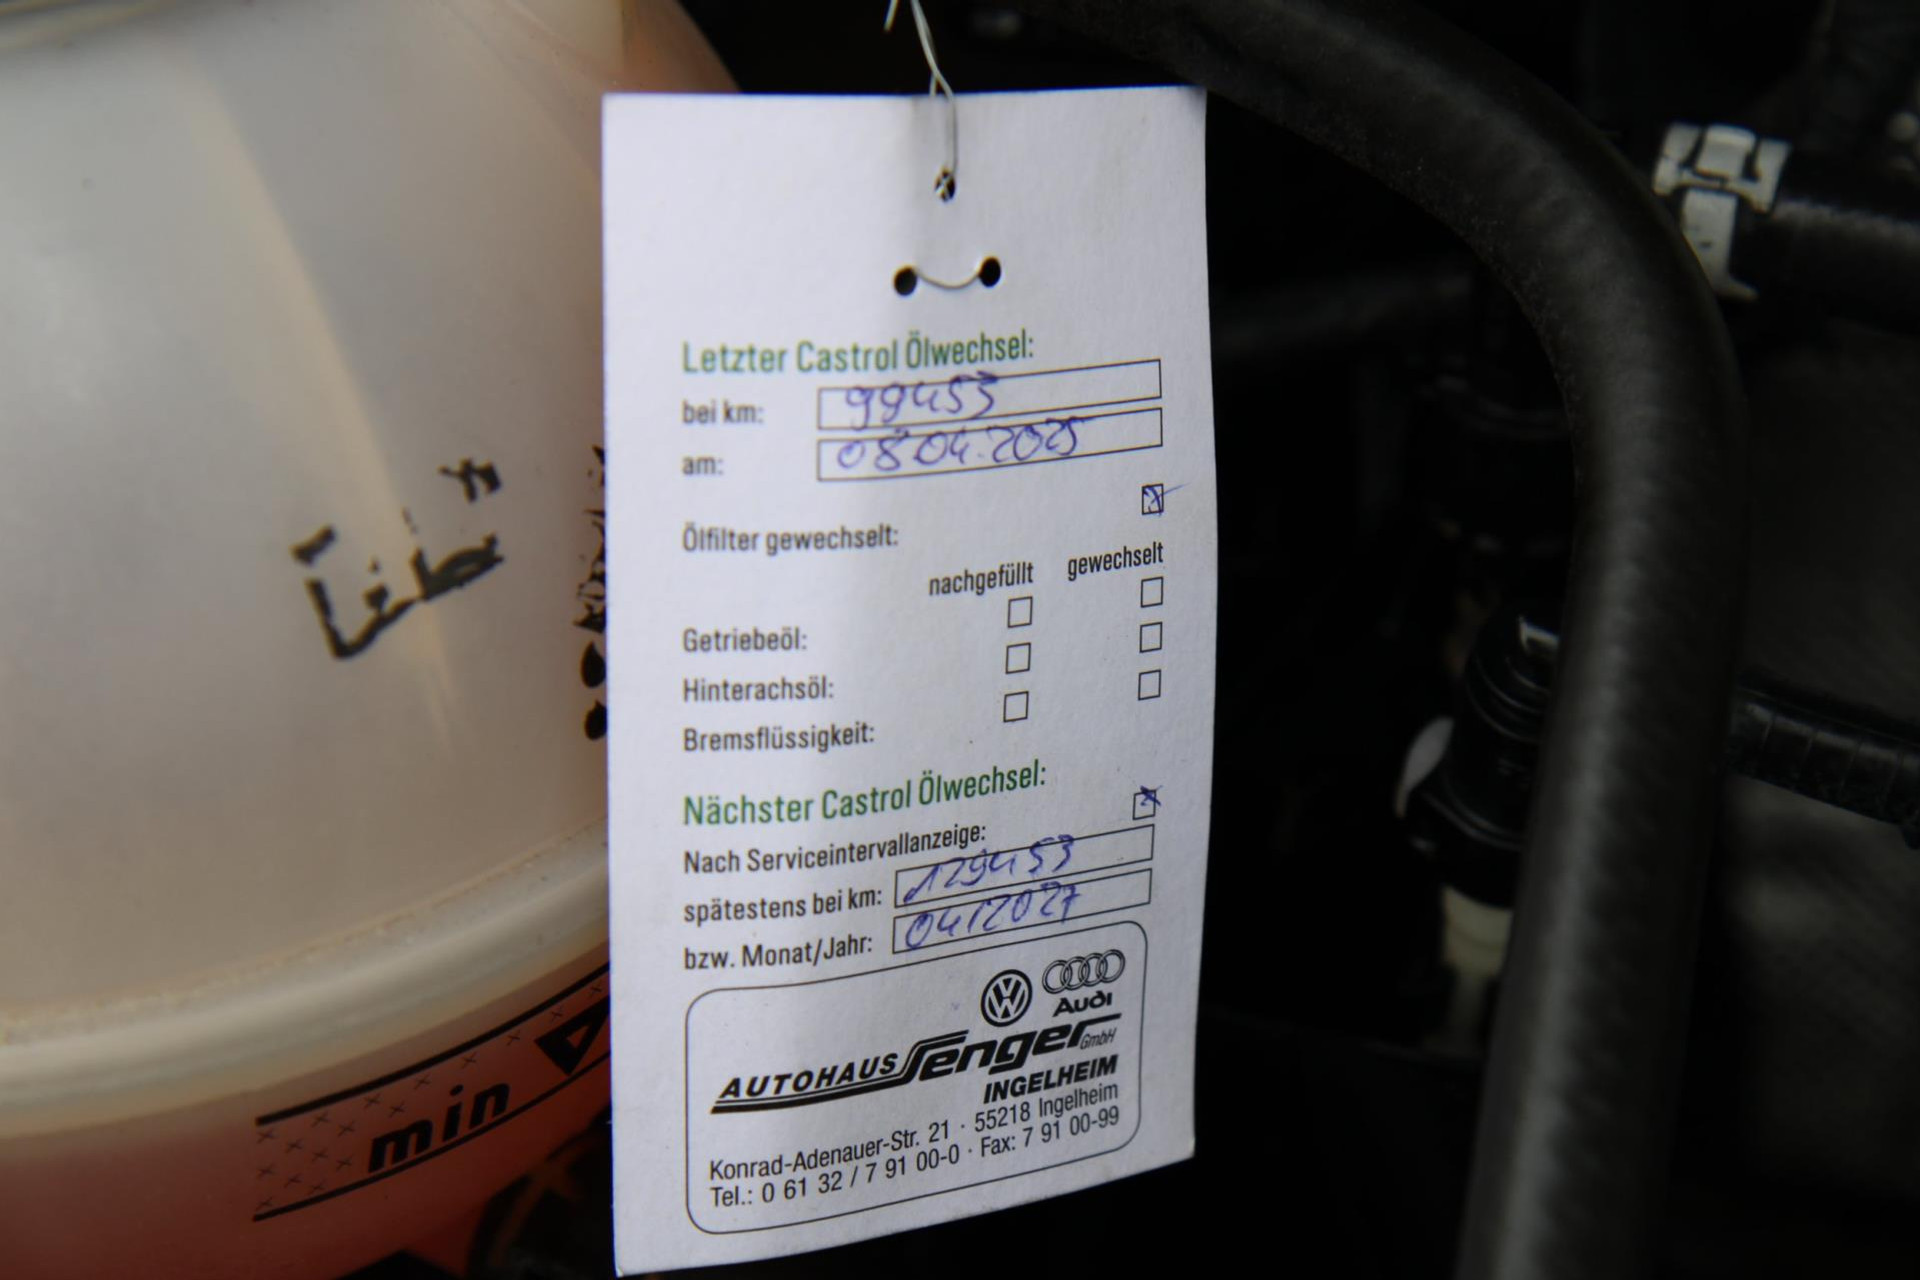 Letzter Castrol Ölwechsel:
bei km: 99453
am: 08.04.2025
Ölfilter gewechselt:
nachgefüllt gewechselt
Getriebeöl:
Hinterachsöl:
Bremsflüssigkeit:
Nächster Castrol Ölwechsel:
Nach Serviceintervallanzeige:
spätestens bei km: 129453
bzw. Monat/Jahr: 04/2027
Audi
AUTOHAUS Senger GmbH
INGELHEIM
Konrad-Adenauer-Str. 21 · 55218 Ingelheim
Tel.: 0 61 32 / 7 91 00-0 · Fax: 7 91 00-99
min